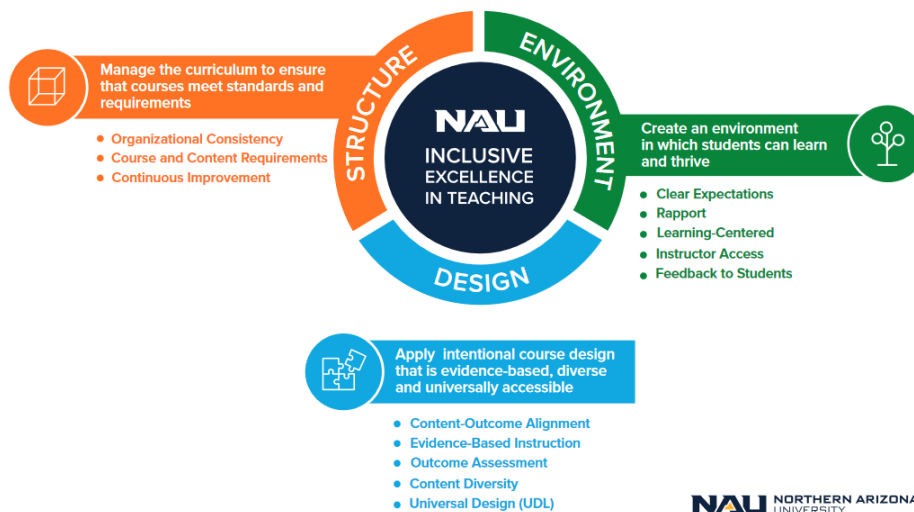 STRUCTURE
ENVIRONMENT
DESIGN
NAU
INCLUSIVE
EXCELLENCE
IN TEACHING
Manage the curriculum to ensure
that courses meet standards and
requirements
Organizational Consistency
Course and Content Requirements
Continuous Improvement
Create an environment
in which students can learn
and thrive
Clear Expectations
Rapport
Learning-Centered
Instructor Access
Feedback to Students
Apply intentional course design
that is evidence-based, diverse
and universally accessible
Content-Outcome Alignment
Evidence-Based Instruction
Outcome Assessment
Content Diversity
Universal Design (UDL)
NAU
NORTHERN ARIZONA
UNIVERSITY